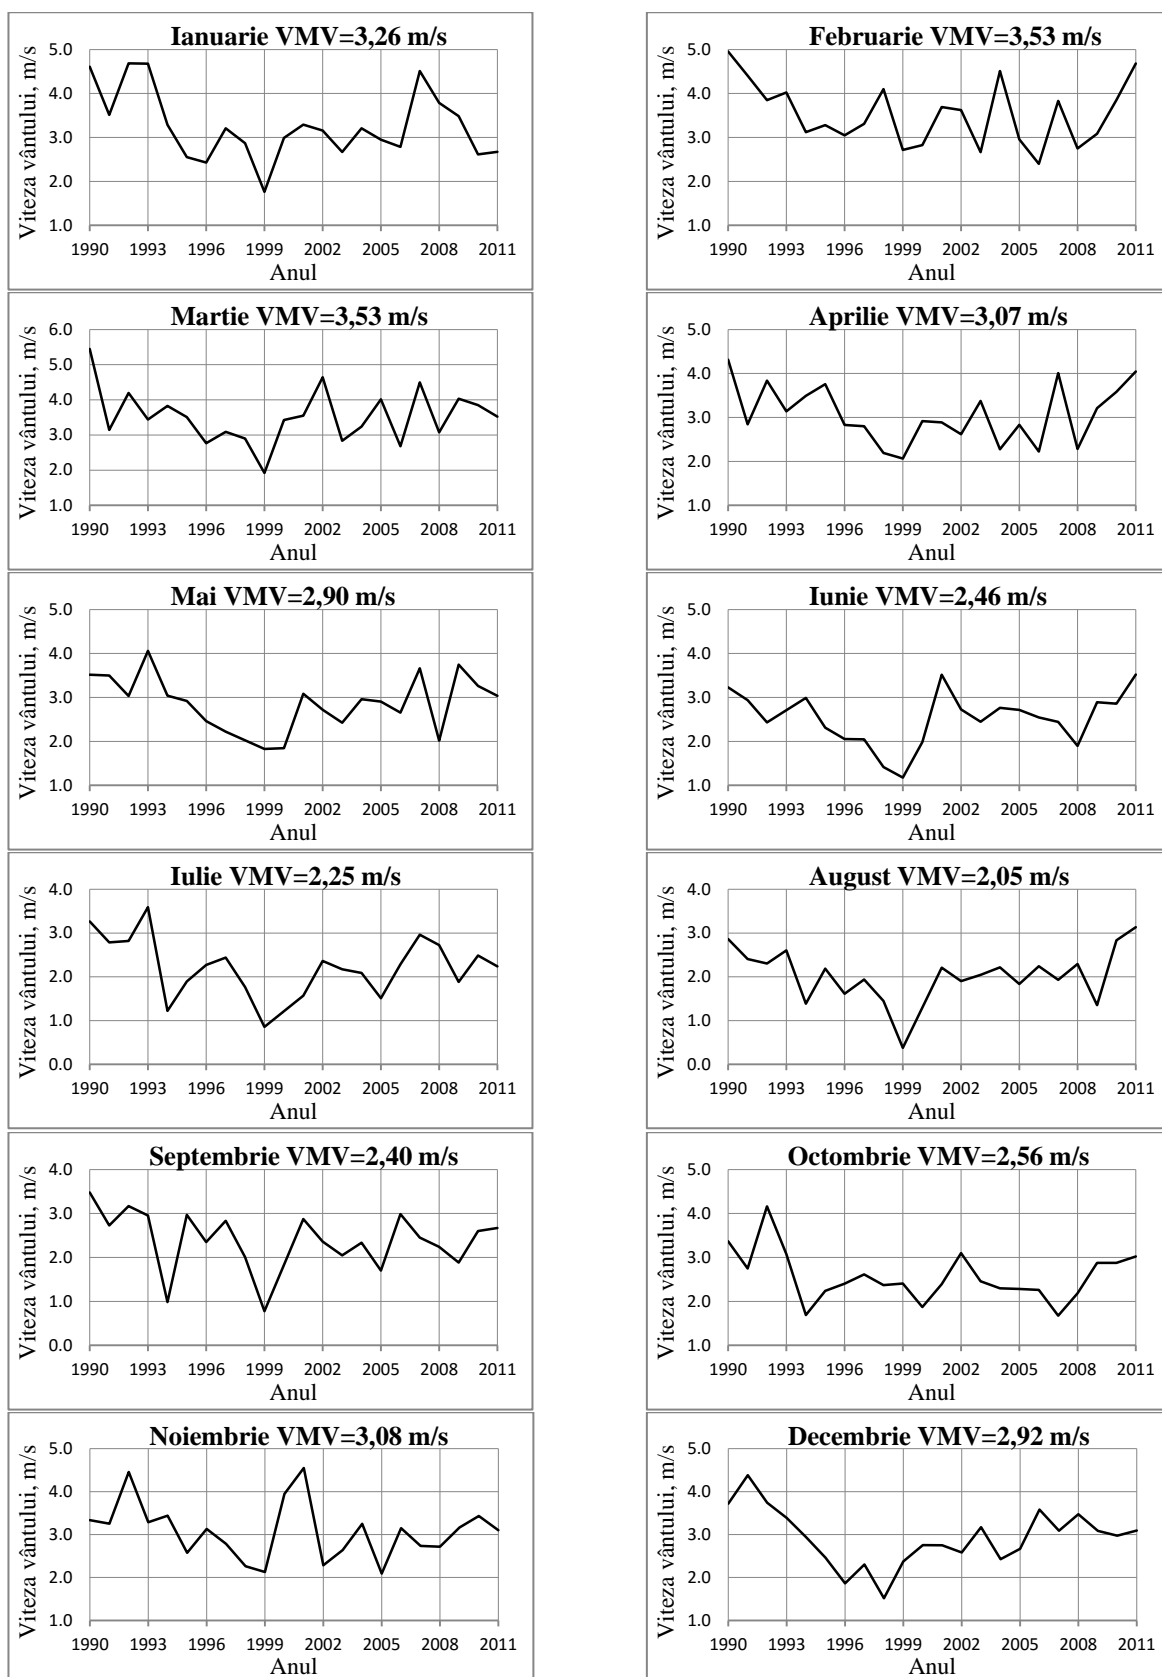 Ianuarie VMV=3,26 m/s
Viteza vântului, m/s
5.0
4.0
3.0
2.0
1.0
1990 1993 1996 1999 2002 2005 2008 2011
Anul
Februarie VMV=3,53 m/s
Viteza vântului, m/s
5.0
4.0
3.0
2.0
1.0
1990 1993 1996 1999 2002 2005 2008 2011
Anul
Martie VMV=3,53 m/s
Viteza vântului, m/s
6.0
5.0
4.0
3.0
2.0
1.0
1990 1993 1996 1999 2002 2005 2008 2011
Anul
Aprilie VMV=3,07 m/s
Viteza vântului, m/s
5.0
4.0
3.0
2.0
1.0
1990 1993 1996 1999 2002 2005 2008 2011
Anul
Mai VMV=2,90 m/s
Viteza vântului, m/s
5.0
4.0
3.0
2.0
1.0
1990 1993 1996 1999 2002 2005 2008 2011
Anul
Iunie VMV=2,46 m/s
Viteza vântului, m/s
5.0
4.0
3.0
2.0
1.0
1990 1993 1996 1999 2002 2005 2008 2011
Anul
Iulie VMV=2,25 m/s
Viteza vântului, m/s
4.0
3.0
2.0
1.0
0.0
1990 1993 1996 1999 2002 2005 2008 2011
Anul
August VMV=2,05 m/s
Viteza vântului, m/s
4.0
3.0
2.0
1.0
0.0
1990 1993 1996 1999 2002 2005 2008 2011
Anul
Septembrie VMV=2,40 m/s
Viteza vântului, m/s
4.0
3.0
2.0
1.0
0.0
1990 1993 1996 1999 2002 2005 2008 2011
Anul
Octombrie VMV=2,56 m/s
Viteza vântului, m/s
5.0
4.0
3.0
2.0
1.0
1990 1993 1996 1999 2002 2005 2008 2011
Anul
Noiembrie VMV=3,08 m/s
Viteza vântului, m/s
5.0
4.0
3.0
2.0
1.0
1990 1993 1996 1999 2002 2005 2008 2011
Anul
Decembrie VMV=2,92 m/s
Viteza vântului, m/s
5.0
4.0
3.0
2.0
1.0
1990 1993 1996 1999 2002 2005 2008 2011
Anul